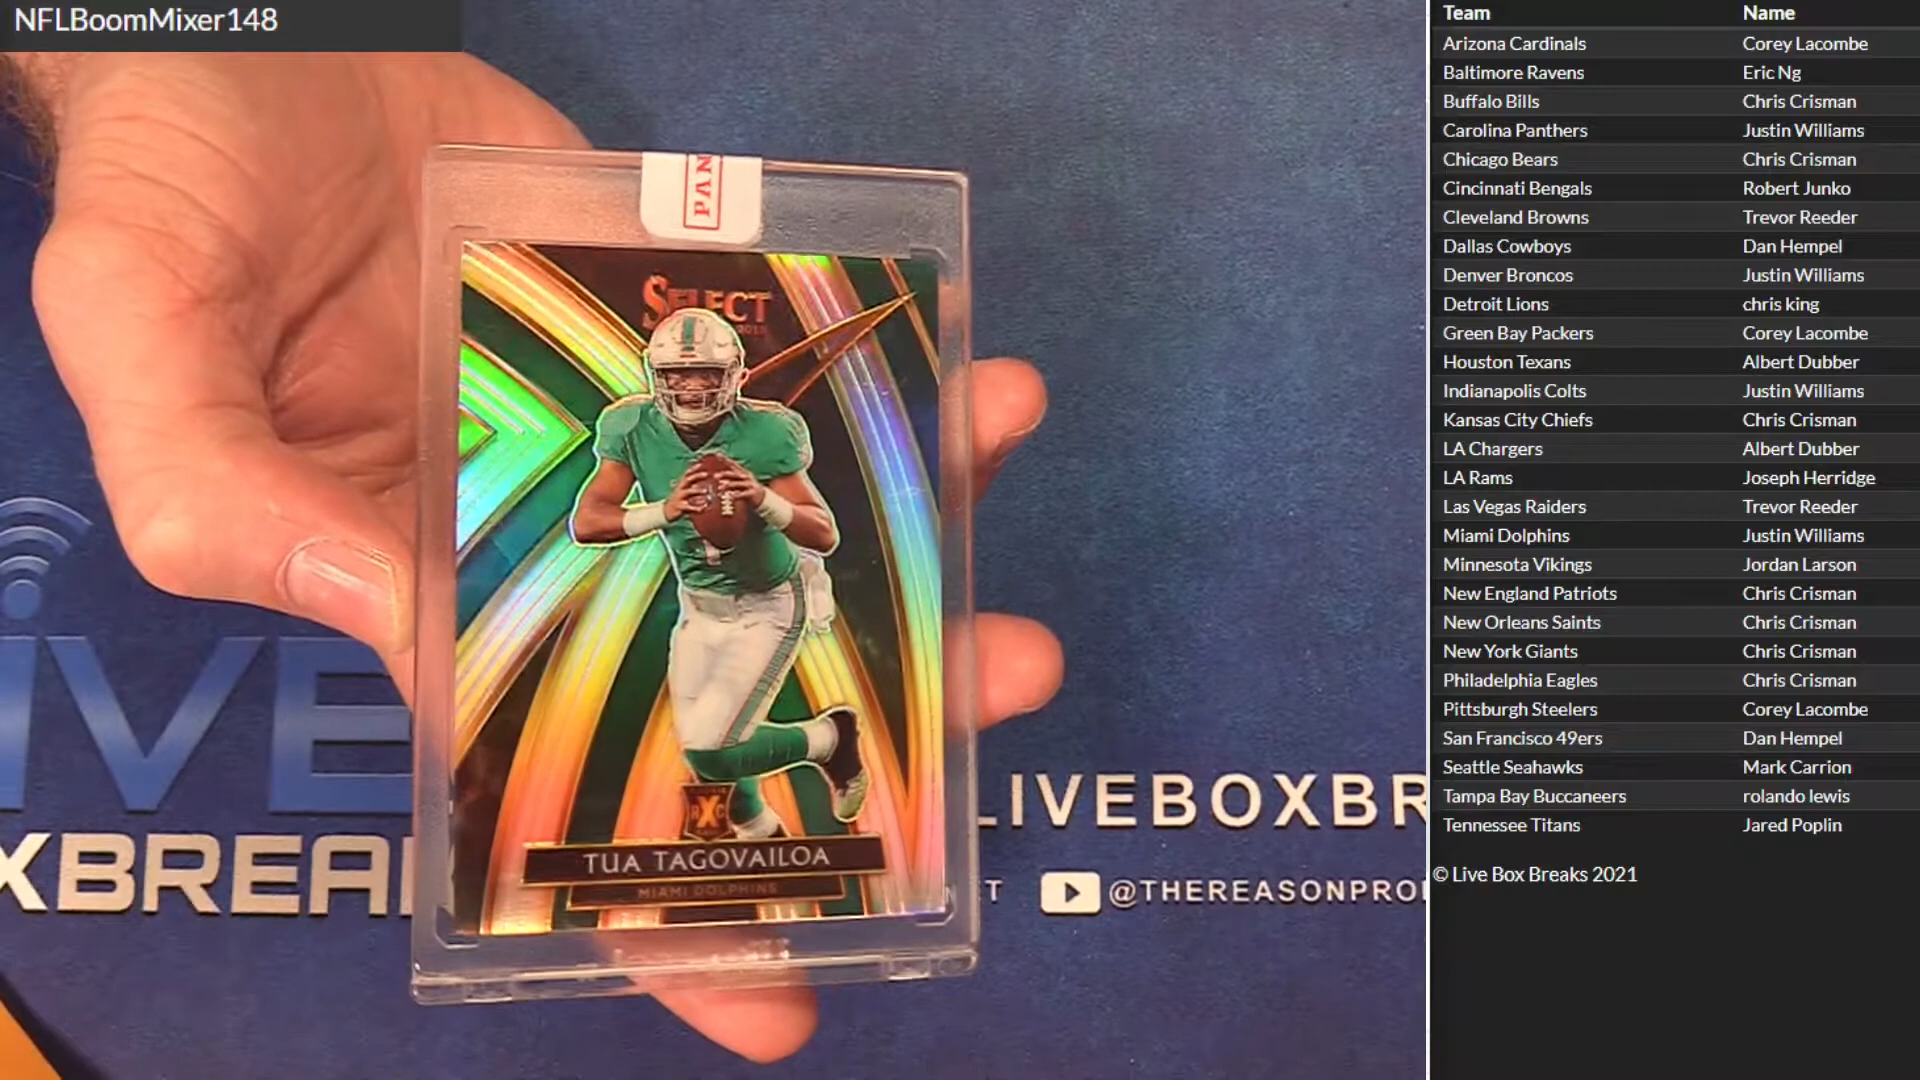 NFLBoomMixer148
PAN
SELECT
TUA TAGOVAILOA
MIAMI DOLPHINS
LIVE
XBREA
LIVEBOXBR
T @THEREASONPRO
Team Name
Arizona Cardinals Corey Lacombe
Baltimore Ravens Eric Ng
Buffalo Bills Chris Crisman
Carolina Panthers Justin Williams
Chicago Bears Chris Crisman
Cincinnati Bengals Robert Junko
Cleveland Browns Trevor Reeder
Dallas Cowboys Dan Hempel
Denver Broncos Justin Williams
Detroit Lions chris king
Green Bay Packers Corey Lacombe
Houston Texans Albert Dubber
Indianapolis Colts Justin Williams
Kansas City Chiefs Chris Crisman
LA Chargers Albert Dubber
LA Rams Joseph Herridge
Las Vegas Raiders Trevor Reeder
Miami Dolphins Justin Williams
Minnesota Vikings Jordan Larson
New England Patriots Chris Crisman
New Orleans Saints Chris Crisman
New York Giants Chris Crisman
Philadelphia Eagles Chris Crisman
Pittsburgh Steelers Corey Lacombe
San Francisco 49ers Dan Hempel
Seattle Seahawks Mark Carrion
Tampa Bay Buccaneers rolando lewis
Tennessee Titans Jared Poplin
© Live Box Breaks 2021